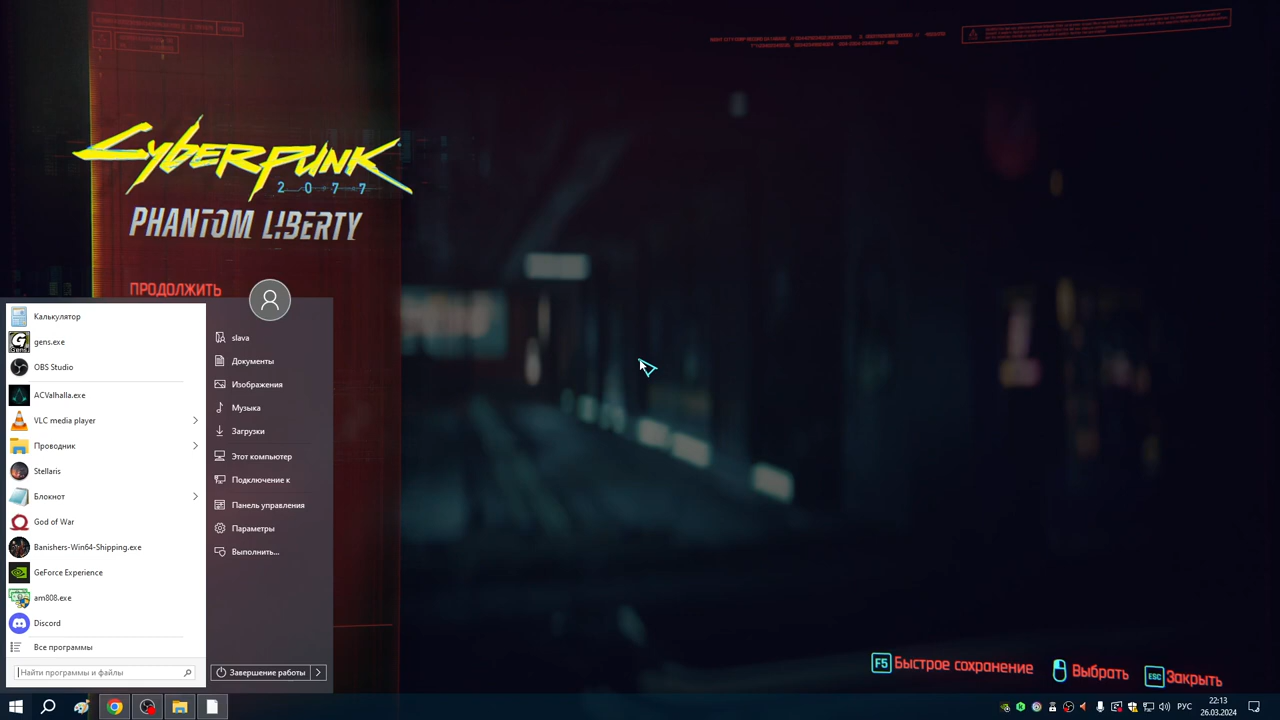 CYBERPUNK
2077
PHANTOM LIBERTY
ПРОДОЛЖИТЬ
Калькулятор
gens.exe
OBS Studio
ACValhalla.exe
VLC media player
Проводник
Stellaris
Блокнот
God of War
Banishers-Win64-Shipping.exe
GeForce Experience
am808.exe
Discord
Все программы
Найти программы и файлы
slava
Документы
Изображения
Музыка
Загрузки
Этот компьютер
Подключение к
Панель управления
Параметры
Выполнить...
Завершение работы
F5 Быстрое сохранение
Выбрать
ESC Закрыть
РУС
22:13
26.03.2024